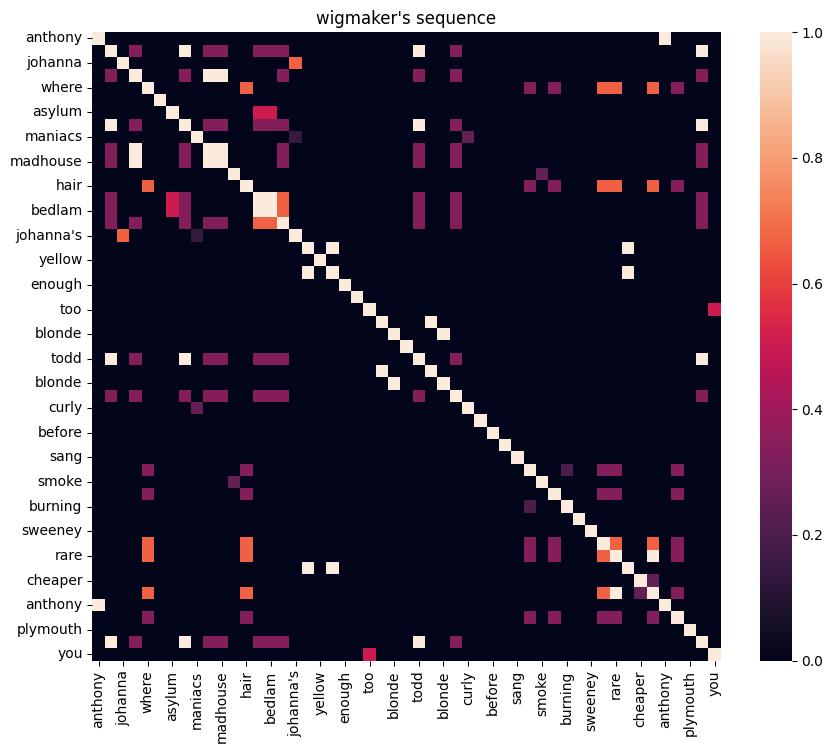 wigmaker's sequence
anthony
johanna
where
asylum
maniacs
madhouse
hair
bedlam
johanna's
yellow
enough
too
blonde
todd
blonde
curly
before
sang
smoke
burning
sweeney
rare
cheaper
anthony
plymouth
you
anthony
johanna
where
asylum
maniacs
madhouse
hair
bedlam
johanna's
yellow
enough
too
blonde
todd
blonde
curly
before
sang
smoke
burning
sweeney
rare
cheaper
anthony
plymouth
you
1.0
0.8
0.6
0.4
0.2
0.0